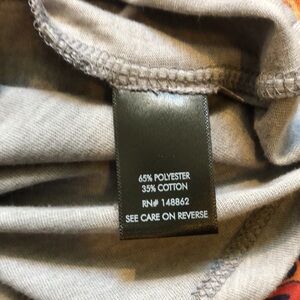 65% POLYESTER
35% COTTON
RN# 148862
SEE CARE ON REVERSE